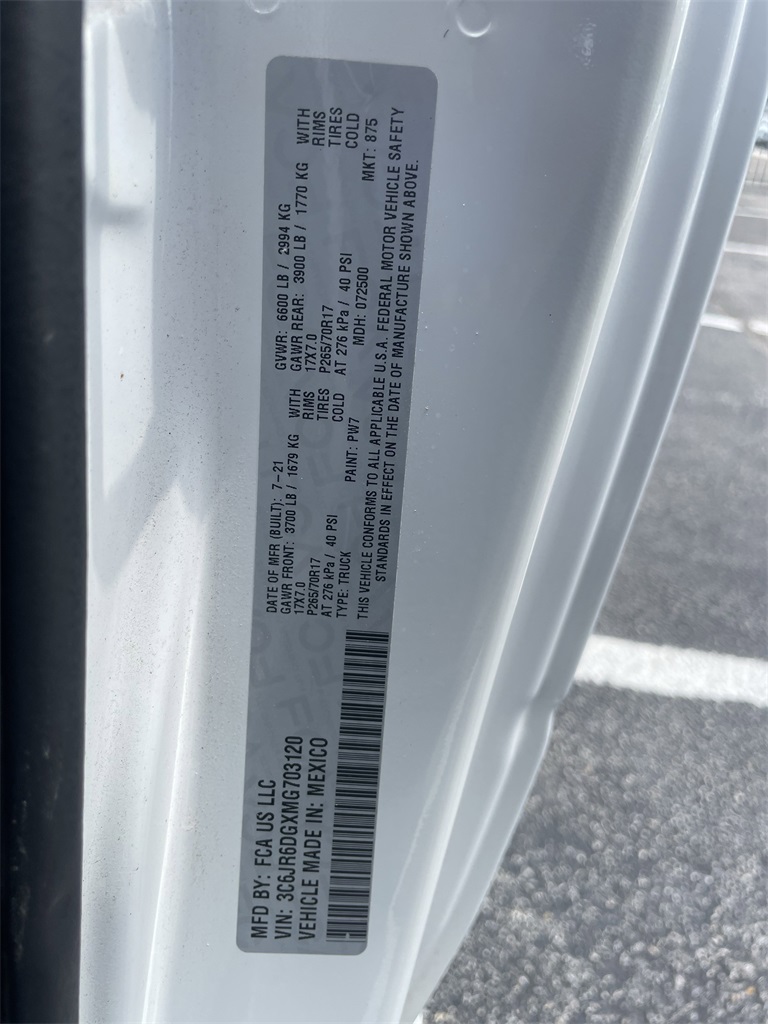 MFD BY: FCA US LLC
VIN: 3C6JR6DGXMG703120
VEHICLE MADE IN: MEXICO
DATE OF MFR (BUILT): 7-21 GVWR: 6600 LB / 2994 KG
GAWR FRONT: 3700 LB / 1679 KG WITH GAWR REAR: 3900 LB / 1770 KG WITH
17X7.0 RIMS 17X7.0 RIMS
P265/70R17 TIRES P265/70R17 TIRES
AT 276 kPa / 40 PSI COLD AT 276 kPa / 40 PSI COLD
TYPE: TRUCK PAINT: PW7 MDH: 072500 MKT: 875
THIS VEHICLE CONFORMS TO ALL APPLICABLE U.S.A. FEDERAL MOTOR VEHICLE SAFETY
STANDARDS IN EFFECT ON THE DATE OF MANUFACTURE SHOWN ABOVE.